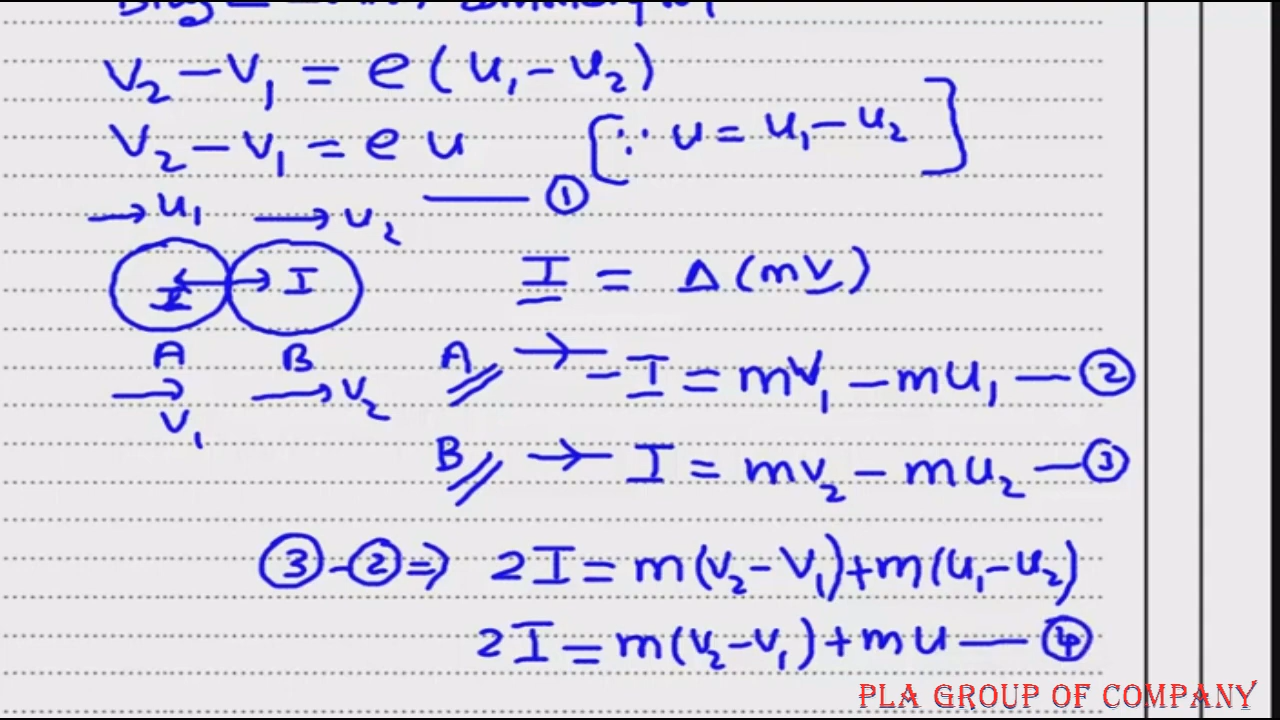 V₂ − V₁ = e (u₁ − u₂)
V₂ − V₁ = e u [∵ u = u₁ − u₂]
→ u₁ → u₂ —— ①
I I I = Δ(mv)
A B A → − I = mV₁ − mu₁ — ②
→ V₁ → V₂
B → I = mv₂ − mu₂ — ③
③ − ② ⇒ 2I = m(v₂ − v₁) + m(u₁ − u₂)
2I = m(v₂ − v₁) + mu — ④
PLA GROUP OF COMPANY